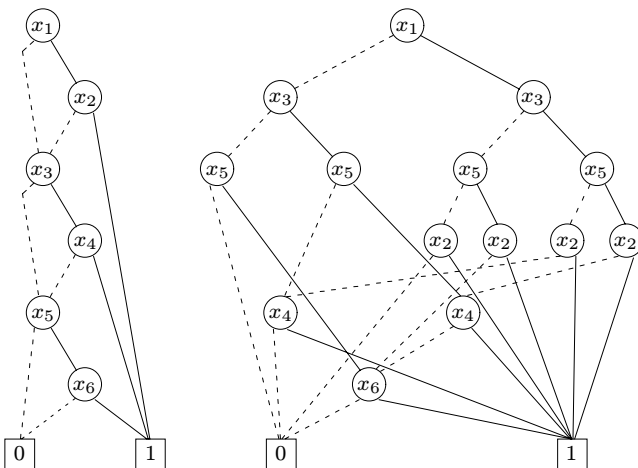 x₁ x₁
x₂ x₃ x₃
x₃ x₅ x₅ x₅ x₅
x₄ x₂ x₂ x₂ x₂
x₅ x₄ x₄
x₆ x₆
0 1 0 1